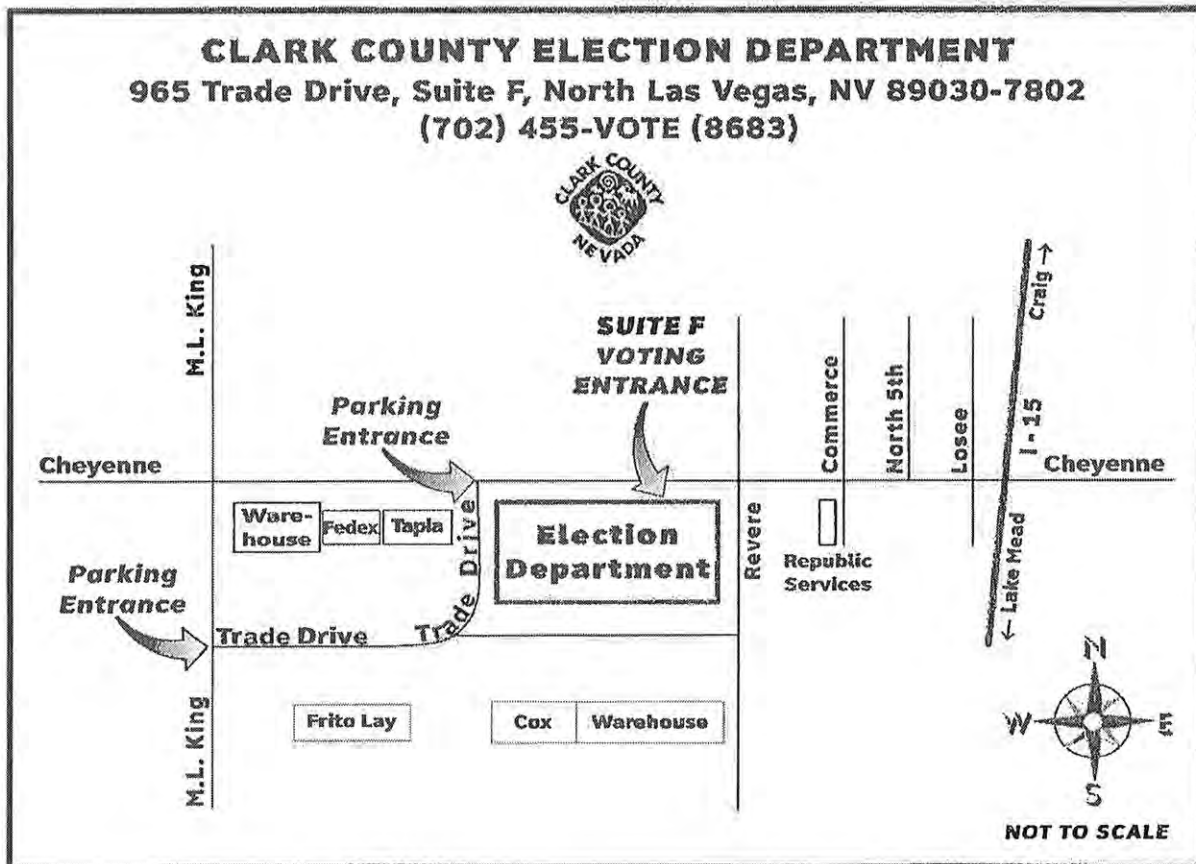 CLARK COUNTY ELECTION DEPARTMENT
965 Trade Drive, Suite F, North Las Vegas, NV 89030-7802
(702) 455-VOTE (8683)
CLARK COUNTY
NEVADA
M.L. King
SUITE F
VOTING
ENTRANCE
Parking
Entrance
Commerce
North 5th
Losee
I - 15
Craig →
Cheyenne
Cheyenne
Ware-
house
Fedex
Tapla
Trade Drive
Election
Department
Revere
Republic
Services
← Lake Mead
Parking
Entrance
Trade Drive
M.L. King
Frito Lay
Cox
Warehouse
N
W
E
S
NOT TO SCALE